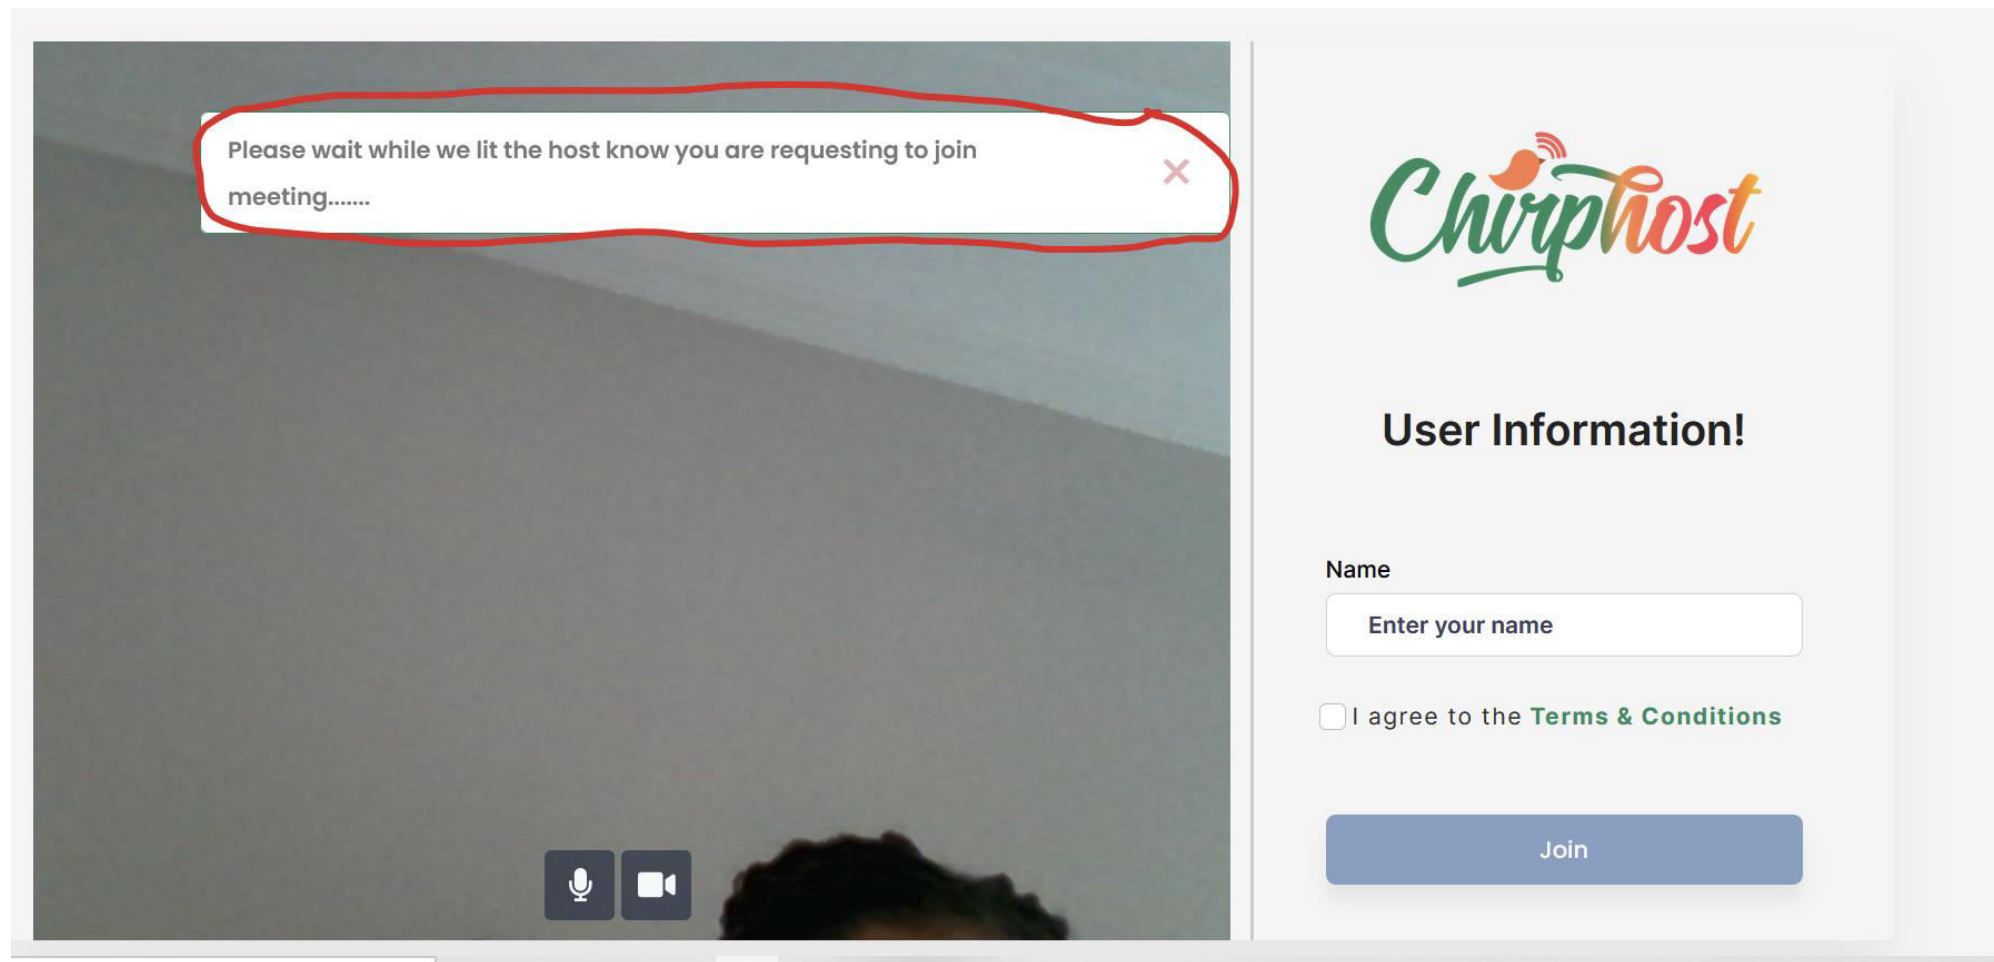 Please wait while we lit the host know you are requesting to join
meeting.......
Chirphost
User Information!
Name
Enter your name
I agree to the Terms & Conditions
Join